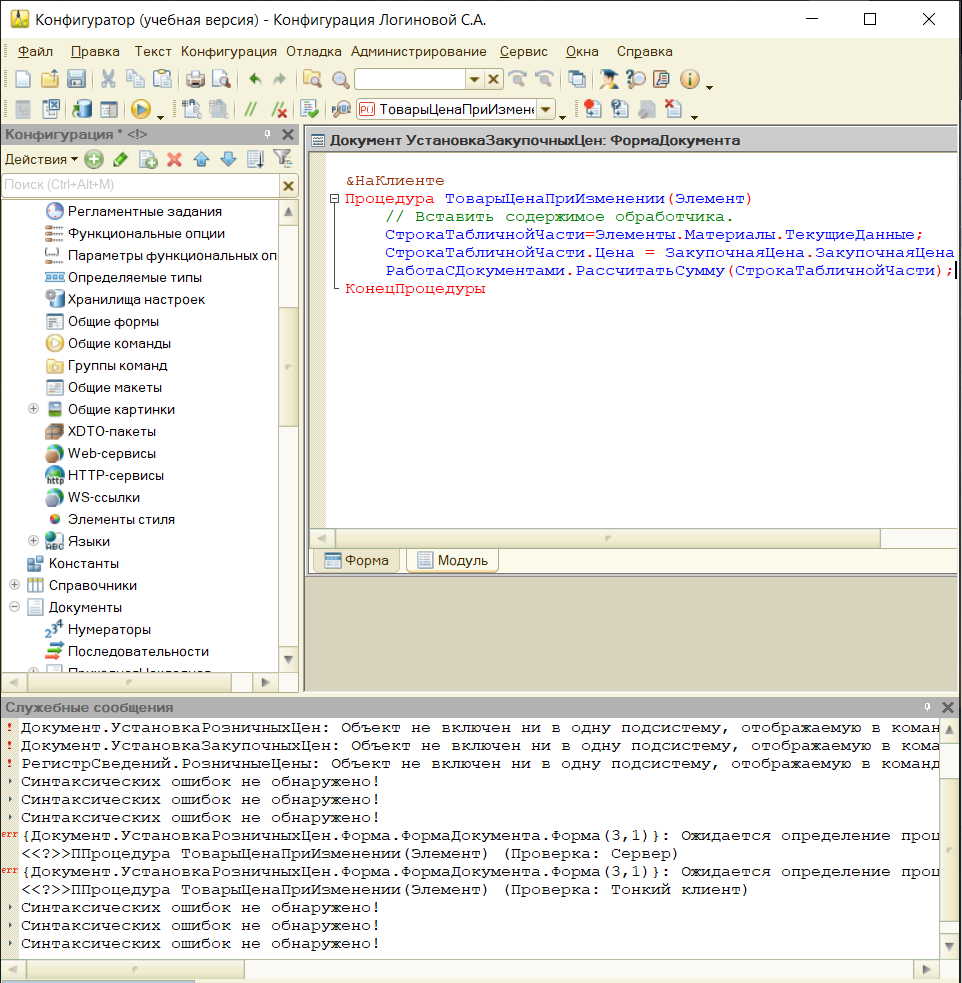 Конфигуратор (учебная версия) - Конфигурация Логиновой С.А.
Файл Правка Текст Конфигурация Отладка Администрирование Сервис Окна Справка
ТоварыЦенаПриИзмен
Конфигурация * <!>
Действия
Поиск (Ctrl+Alt+M)
Регламентные задания
Функциональные опции
Параметры функциональных оп
Определяемые типы
Хранилища настроек
Общие формы
Общие команды
Группы команд
Общие макеты
Общие картинки
XDTO-пакеты
Web-сервисы
HTTP-сервисы
WS-ссылки
Элементы стиля
Языки
Константы
Справочники
Документы
Нумераторы
Последовательности
ПриходнаяНакладная
Документ УстановкаЗакупочныхЦен: ФормаДокумента
&НаКлиенте
Процедура ТоварыЦенаПриИзменении(Элемент)
// Вставить содержимое обработчика.
СтрокаТабличнойЧасти=Элементы.Материалы.ТекущиеДанные;
СтрокаТабличнойЧасти.Цена = ЗакупочнаяЦена.ЗакупочнаяЦена
РаботаСДокументами.РассчитатьСумму(СтрокаТабличнойЧасти);
КонецПроцедуры
Форма Модуль
Служебные сообщения
! Документ.УстановкаРозничныхЦен: Объект не включен ни в одну подсистему, отображаемую в коман
! Документ.УстановкаЗакупочныхЦен: Объект не включен ни в одну подсистему, отображаемую в кома
! РегистрСведений.РозничныеЦены: Объект не включен ни в одну подсистему, отображаемую в команд
Синтаксических ошибок не обнаружено!
Синтаксических ошибок не обнаружено!
Синтаксических ошибок не обнаружено!
err {Документ.УстановкаРозничныхЦен.Форма.ФормаДокумента.Форма(3,1)}: Ожидается определение проц
<<?>>ППроцедура ТоварыЦенаПриИзменении(Элемент) (Проверка: Сервер)
err {Документ.УстановкаРозничныхЦен.Форма.ФормаДокумента.Форма(3,1)}: Ожидается определение проц
<<?>>ППроцедура ТоварыЦенаПриИзменении(Элемент) (Проверка: Тонкий клиент)
Синтаксических ошибок не обнаружено!
Синтаксических ошибок не обнаружено!
Синтаксических ошибок не обнаружено!